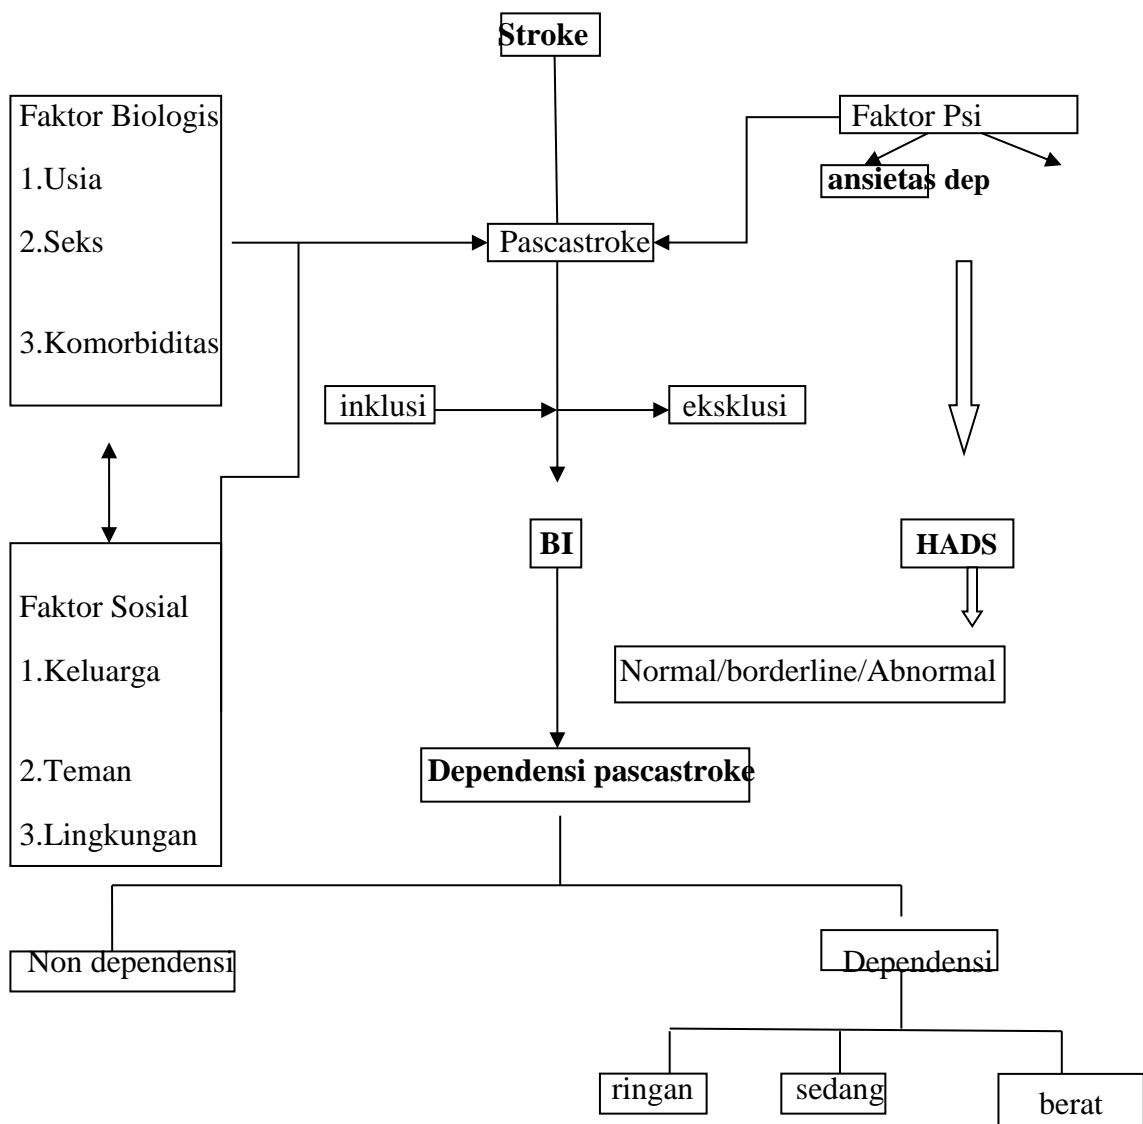 Stroke
Faktor Biologis
1.Usia
2.Seks
3.Komorbiditas
Faktor Psi
ansietas dep
Pascastroke
inklusi
eksklusi
BI
HADS
Faktor Sosial
1.Keluarga
2.Teman
3.Lingkungan
Normal/borderline/Abnormal
Dependensi pascastroke
Non dependensi
Dependensi
ringan
sedang
berat